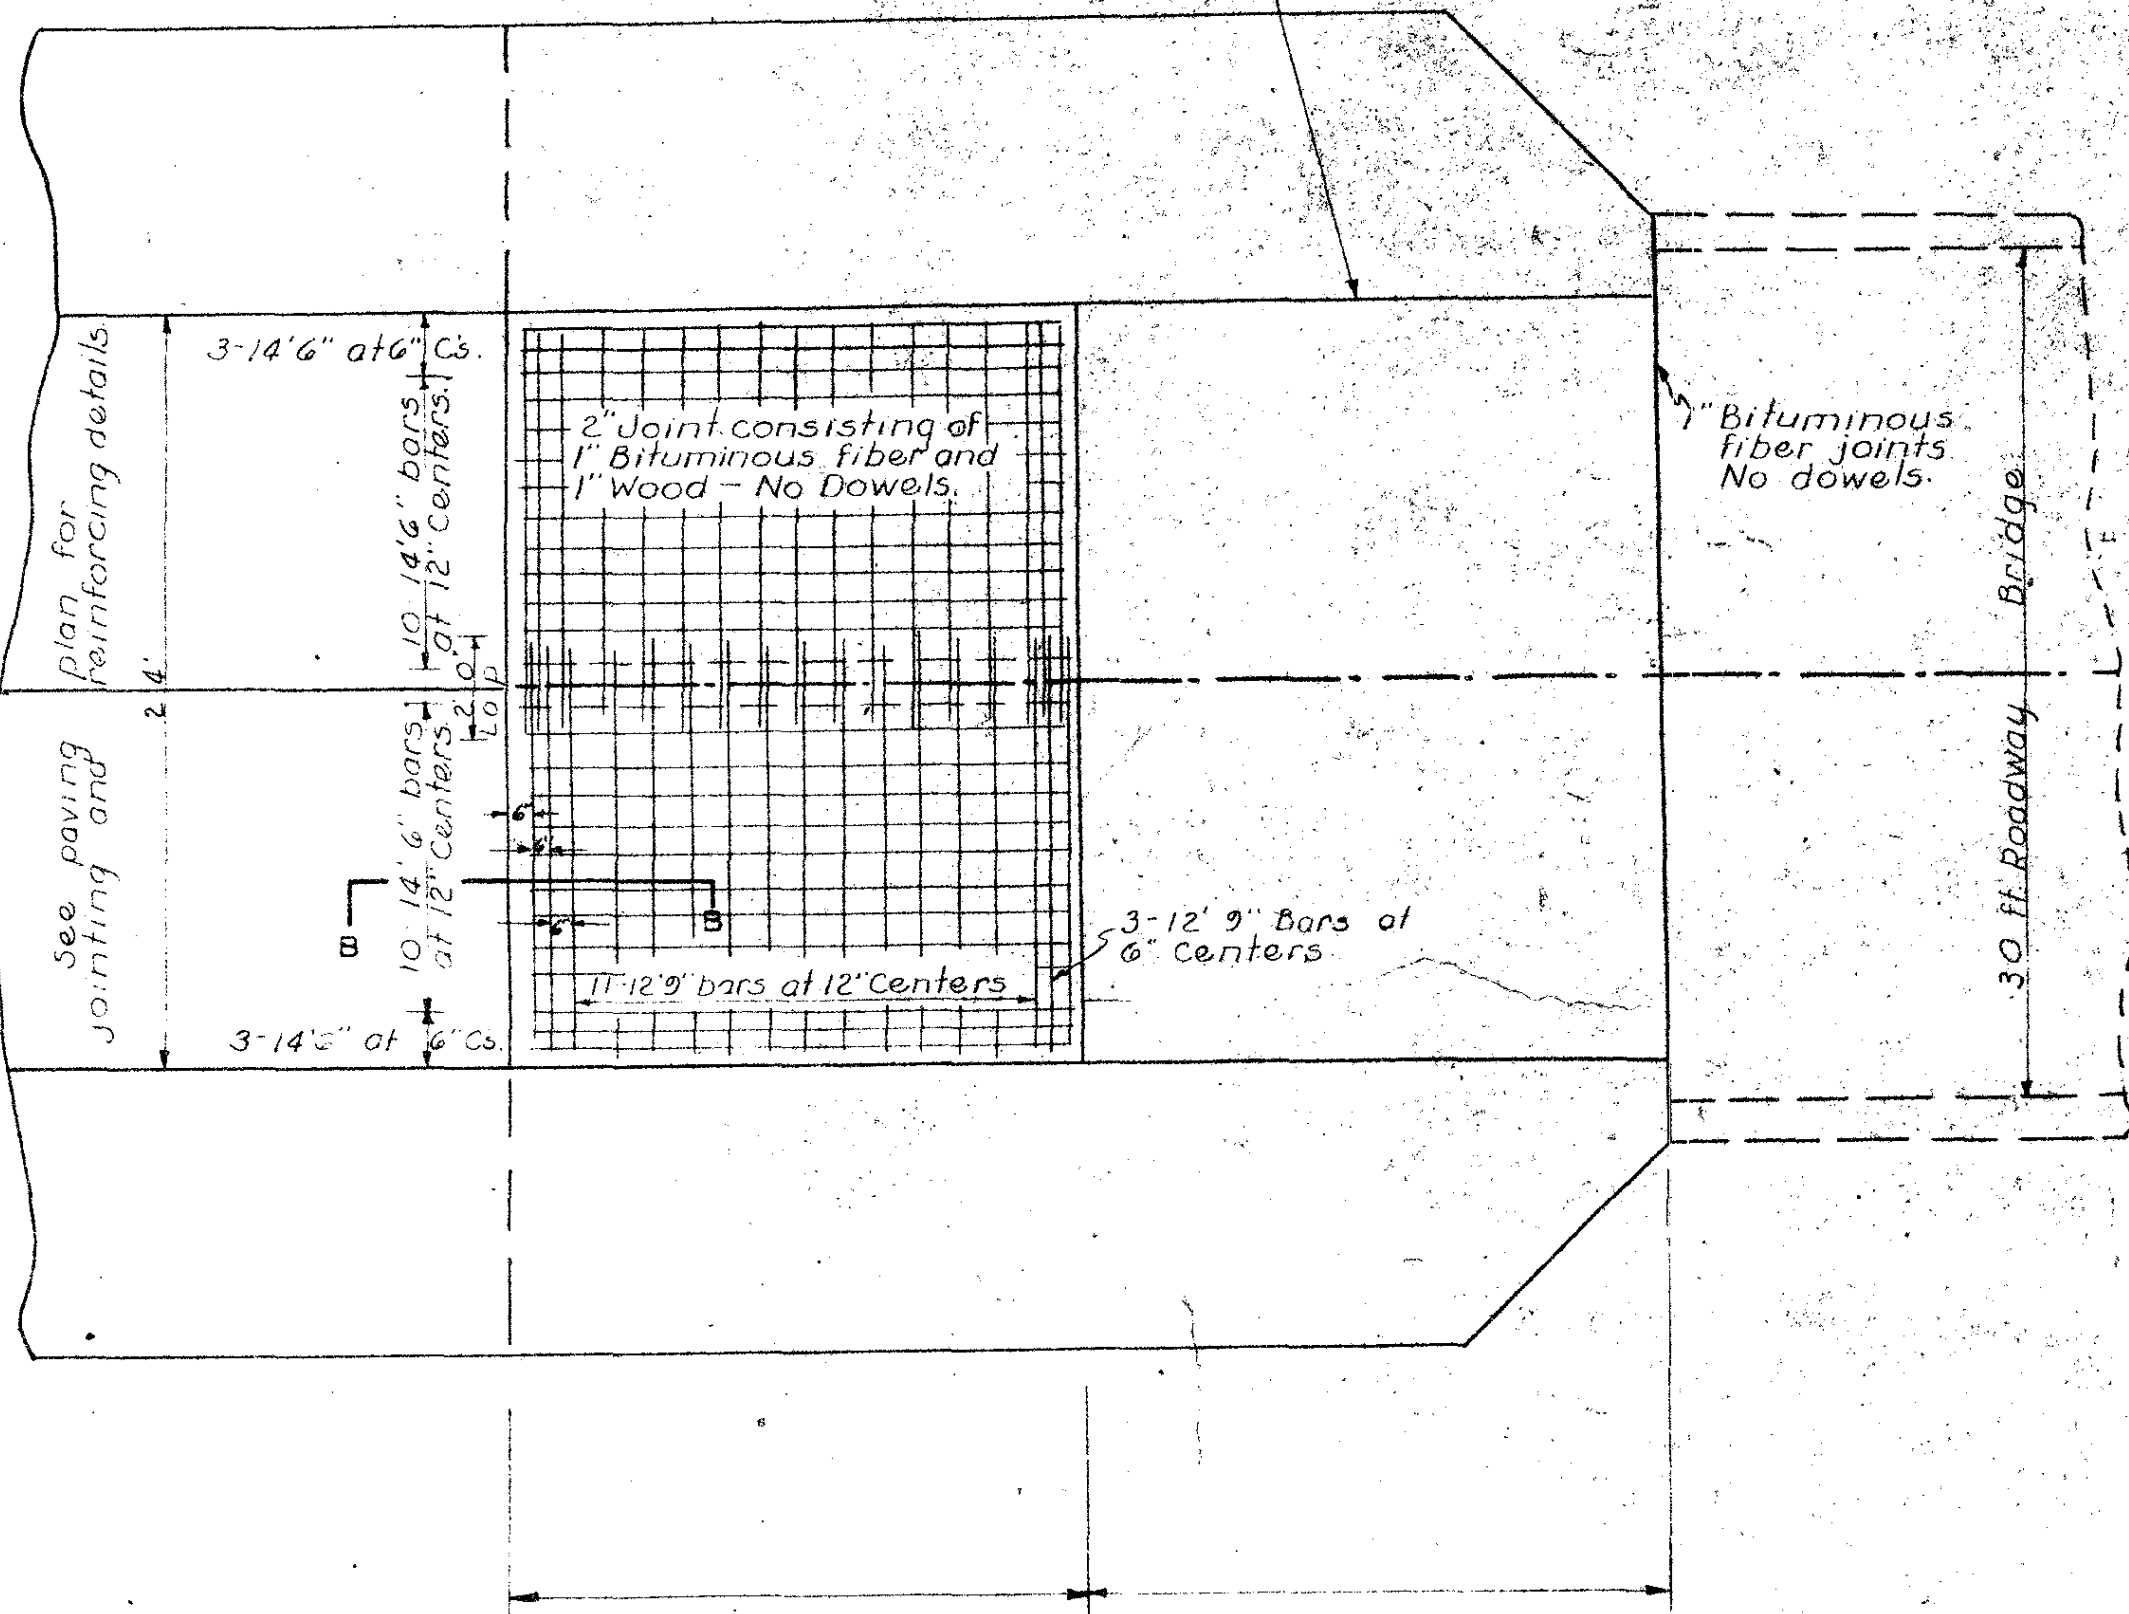 3-14'6" at 6" C's.
10 14'6" bars
at 12" Centers.
2" Joint consisting of
1" Bituminous fiber and
1" Wood - No Dowels.
1" Bituminous
fiber joints
No dowels.
See paving plan for
jointing and reinforcing details.
24'
2'0"
Lap
10 14'6" bars
at 12" Centers.
6"
6"
6"
B
B
3-12'9" Bars at
6" Centers
11-12'9" bars at 12" Centers
3-14'6" at 6" Cs.
30 ft. Roadway Bridge